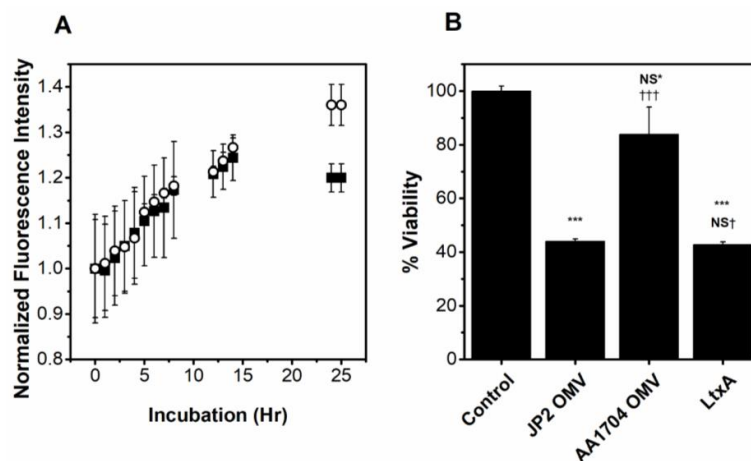 A
Normalized Fluorescence Intensity
1.4
1.3
1.2
1.1
1.0
0.9
0.8
0 5 10 15 20 25
Incubation (Hr)
B
% Viability
100
80
60
40
20
0
***
NS*
†††
***
NS†
Control
JP2 OMV
AA1704 OMV
LtxA